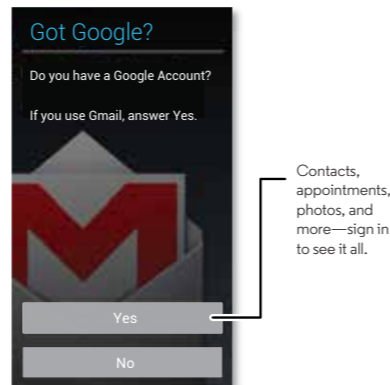 Got Google?
Do you have a Google Account?
If you use Gmail, answer Yes.
Yes
No
Contacts,
appointments,
photos, and
more—sign in
to see it all.